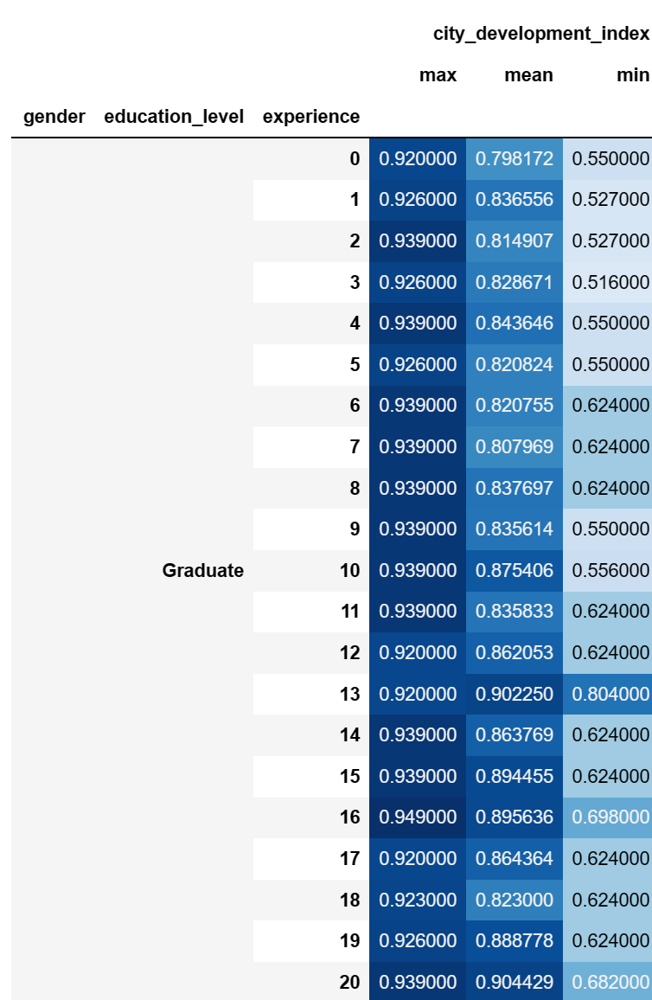 city_development_index
max mean min
gender education_level experience
0 0.920000 0.798172 0.550000
1 0.926000 0.836556 0.527000
2 0.939000 0.814907 0.527000
3 0.926000 0.828671 0.516000
4 0.939000 0.843646 0.550000
5 0.926000 0.820824 0.550000
6 0.939000 0.820755 0.624000
7 0.939000 0.807969 0.624000
8 0.939000 0.837697 0.624000
9 0.939000 0.835614 0.550000
Graduate 10 0.939000 0.875406 0.556000
11 0.939000 0.835833 0.624000
12 0.920000 0.862053 0.624000
13 0.920000 0.902250 0.804000
14 0.939000 0.863769 0.624000
15 0.939000 0.894455 0.624000
16 0.949000 0.895636 0.698000
17 0.920000 0.864364 0.624000
18 0.923000 0.823000 0.624000
19 0.926000 0.888778 0.624000
20 0.939000 0.904429 0.682000